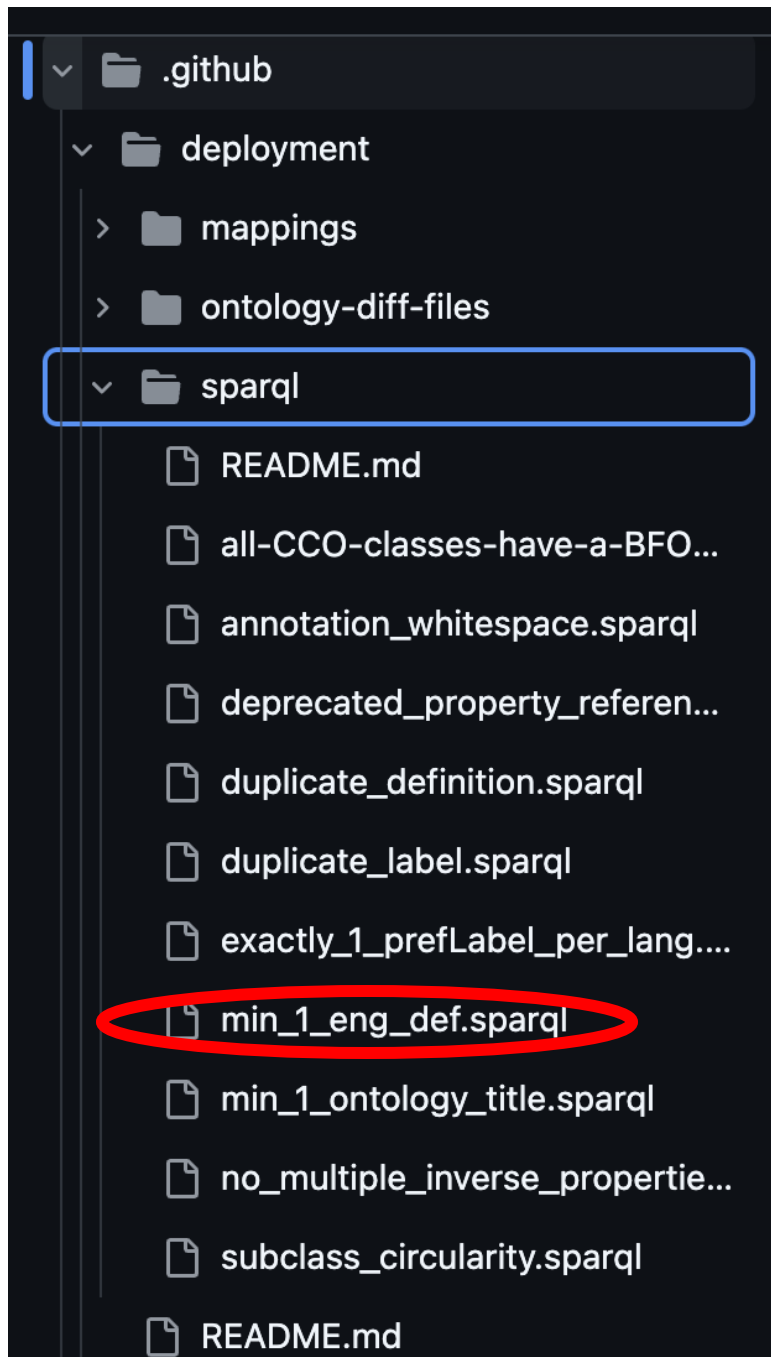 .github
deployment
mappings
ontology-diff-files
sparql
README.md
all-CCO-classes-have-a-BFO...
annotation_whitespace.sparql
deprecated_property_referen...
duplicate_definition.sparql
duplicate_label.sparql
exactly_1_prefLabel_per_lang....
min_1_eng_def.sparql
min_1_ontology_title.sparql
no_multiple_inverse_propertie...
subclass_circularity.sparql
README.md